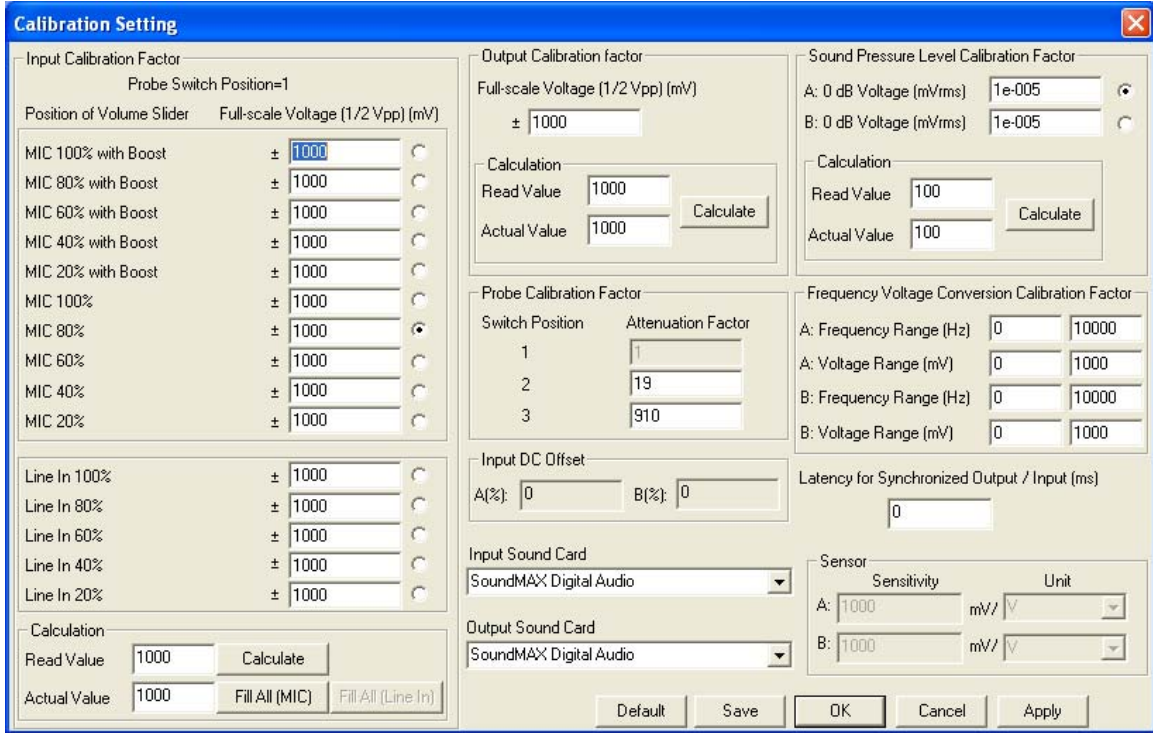 Calibration Setting
Input Calibration Factor
Probe Switch Position=1
Position of Volume Slider Full-scale Voltage (1/2 Vpp) (mV)
MIC 100% with Boost ± 1000
MIC 80% with Boost ± 1000
MIC 60% with Boost ± 1000
MIC 40% with Boost ± 1000
MIC 20% with Boost ± 1000
MIC 100% ± 1000
MIC 80% ± 1000
MIC 60% ± 1000
MIC 40% ± 1000
MIC 20% ± 1000
Line In 100% ± 1000
Line In 80% ± 1000
Line In 60% ± 1000
Line In 40% ± 1000
Line In 20% ± 1000
Calculation
Read Value 1000 Calculate
Actual Value 1000 Fill All (MIC) Fill All (Line In)
Output Calibration factor
Full-scale Voltage (1/2 Vpp) (mV)
± 1000
Calculation
Read Value 1000
Calculate
Actual Value 1000
Probe Calibration Factor
Switch Position Attenuation Factor
1 1
2 19
3 910
Input DC Offset
A(%): 0 B(%): 0
Input Sound Card
SoundMAX Digital Audio
Output Sound Card
SoundMAX Digital Audio
Sound Pressure Level Calibration Factor
A: 0 dB Voltage (mVrms) 1e-005
B: 0 dB Voltage (mVrms) 1e-005
Calculation
Read Value 100
Calculate
Actual Value 100
Frequency Voltage Conversion Calibration Factor
A: Frequency Range (Hz) 0 10000
A: Voltage Range (mV) 0 1000
B: Frequency Range (Hz) 0 10000
B: Voltage Range (mV) 0 1000
Latency for Synchronized Output / Input (ms)
0
Sensor
Sensitivity Unit
A: 1000 mV/ V
B: 1000 mV/ V
Default Save OK Cancel Apply